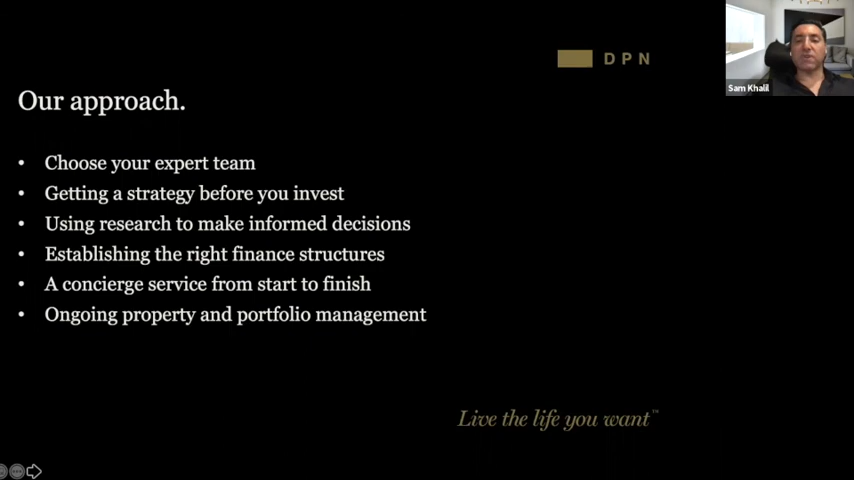 DPN
Sam Khalil
Our approach.
• Choose your expert team
• Getting a strategy before you invest
• Using research to make informed decisions
• Establishing the right finance structures
• A concierge service from start to finish
• Ongoing property and portfolio management
Live the life you want™